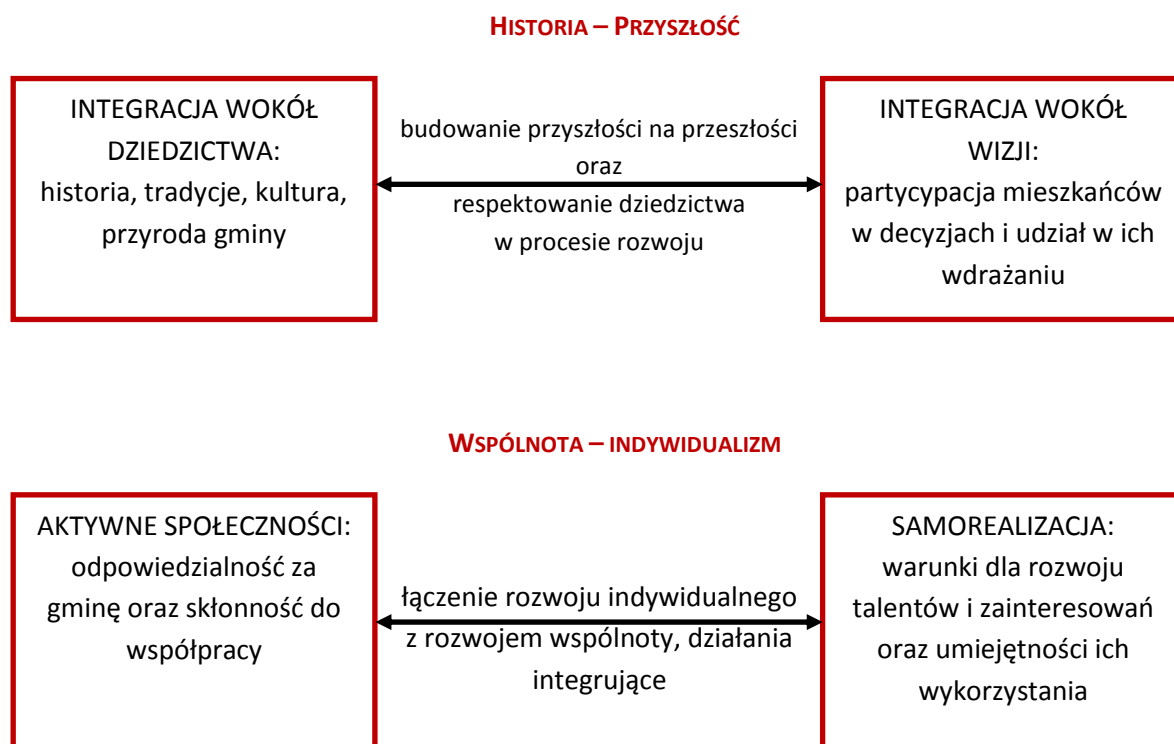 HISTORIA – PRZYSZŁOŚĆ
INTEGRACJA WOKÓŁ
DZIEDZICTWA:
historia, tradycje, kultura,
przyroda gminy
budowanie przyszłości na przeszłości
oraz
respektowanie dziedzictwa
w procesie rozwoju
INTEGRACJA WOKÓŁ
WIZJI:
partycypacja mieszkańców
w decyzjach i udział w ich
wdrażaniu
WSPÓLNOTA – INDYWIDUALIZM
AKTYWNE SPOŁECZNOŚCI:
odpowiedzialność za
gminę oraz skłonność do
współpracy
łączenie rozwoju indywidualnego
z rozwojem wspólnoty, działania
integrujące
SAMOREALIZACJA:
warunki dla rozwoju
talentów i zainteresowań
oraz umiejętności ich
wykorzystania